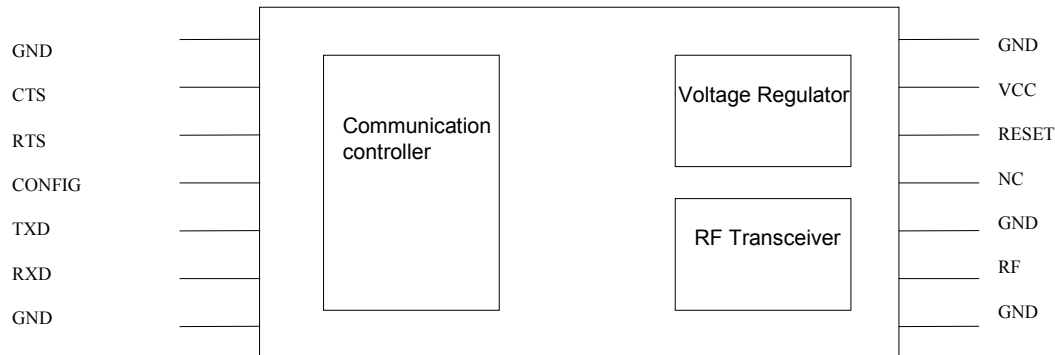 GND
CTS
RTS
CONFIG
TXD
RXD
GND
Communication
controller
Voltage Regulator
RF Transceiver
GND
VCC
RESET
NC
GND
RF
GND